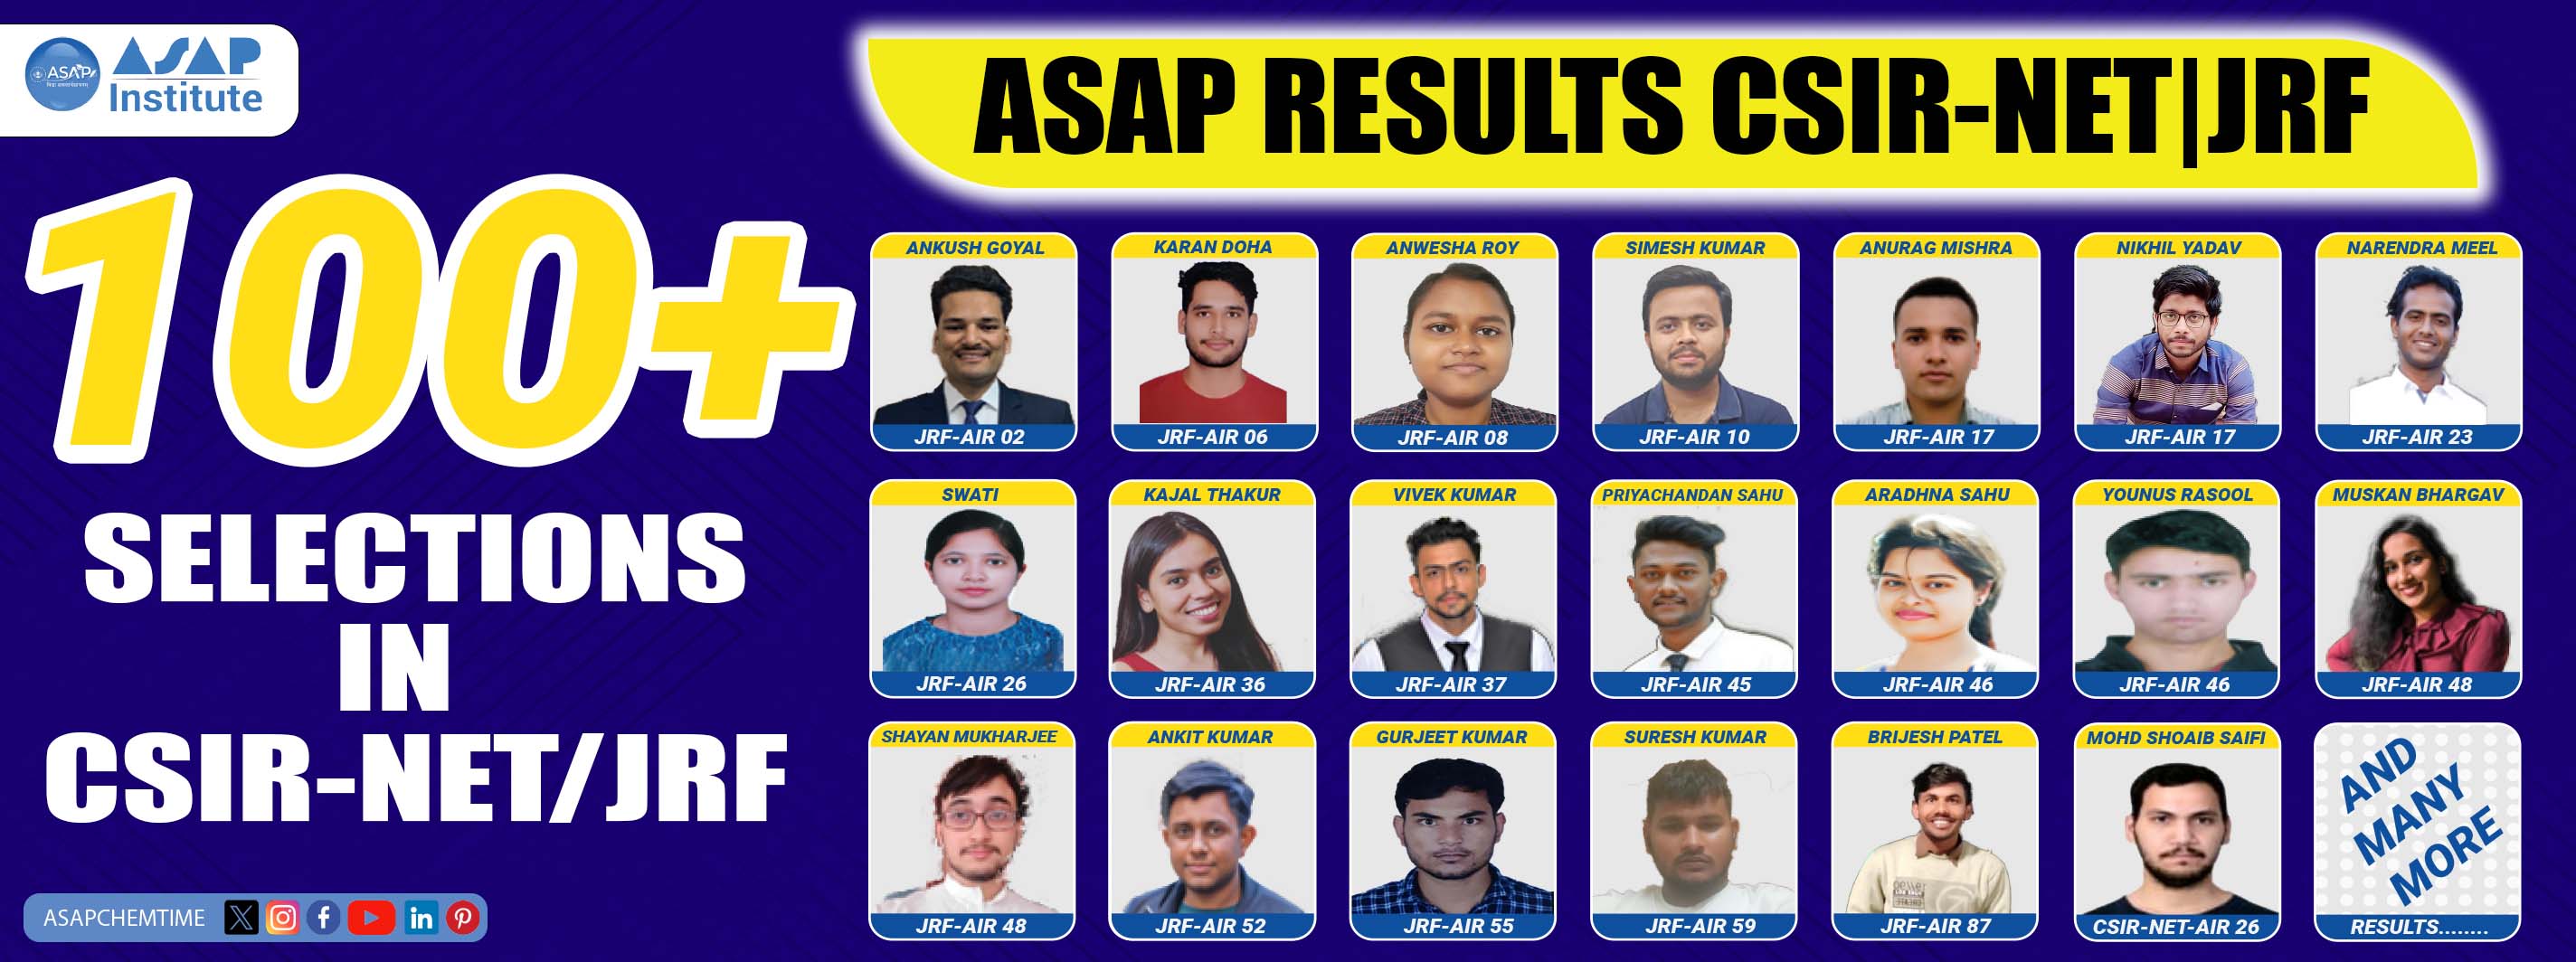 ASAP
ASAP
Institute
ASAP RESULTS CSIR-NET|JRF
100+
SELECTIONS
IN
CSIR-NET/JRF
ANKUSH GOYAL
JRF-AIR 02
KARAN DOHA
JRF-AIR 06
ANWESHA ROY
JRF-AIR 08
SIMESH KUMAR
JRF-AIR 10
ANURAG MISHRA
JRF-AIR 17
NIKHIL YADAV
JRF-AIR 17
NARENDRA MEEL
JRF-AIR 23
SWATI
JRF-AIR 26
KAJAL THAKUR
JRF-AIR 36
VIVEK KUMAR
JRF-AIR 37
PRIYACHANDAN SAHU
JRF-AIR 45
ARADHNA SAHU
JRF-AIR 46
YOUNUS RASOOL
JRF-AIR 46
MUSKAN BHARGAV
JRF-AIR 48
SHAYAN MUKHARJEE
JRF-AIR 48
ANKIT KUMAR
JRF-AIR 52
GURJEET KUMAR
JRF-AIR 55
SURESH KUMAR
JRF-AIR 59
BRIJESH PATEL
JRF-AIR 87
MOHD SHOAIB SAIFI
CSIR-NET-AIR 26
AND
MANY
MORE
RESULTS........
ASAPCHEMTIME